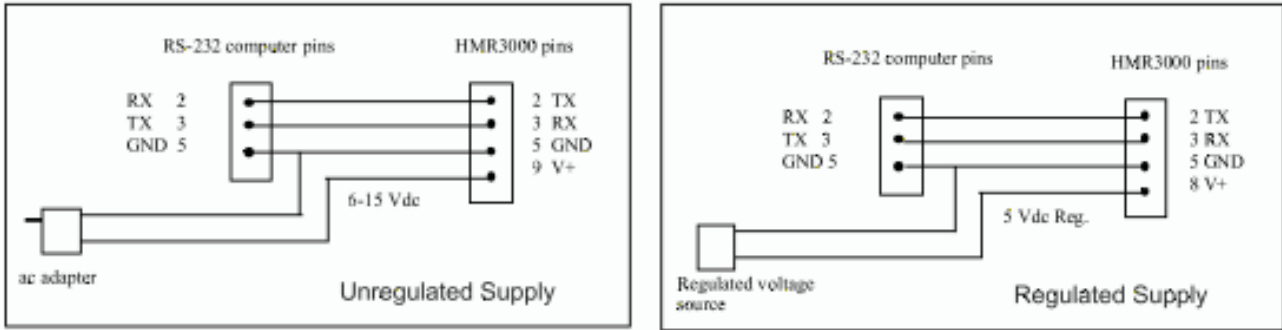 RS-232 computer pins
HMR3000 pins
RX 2
TX 3
GND 5
2 TX
3 RX
5 GND
9 V+
6-15 Vdc
ac adapter
Unregulated Supply
RS-232 computer pins
HMR3000 pins
RX 2
TX 3
GND 5
2 TX
3 RX
5 GND
8 V+
5 Vdc Reg.
Regulated voltage
source
Regulated Supply